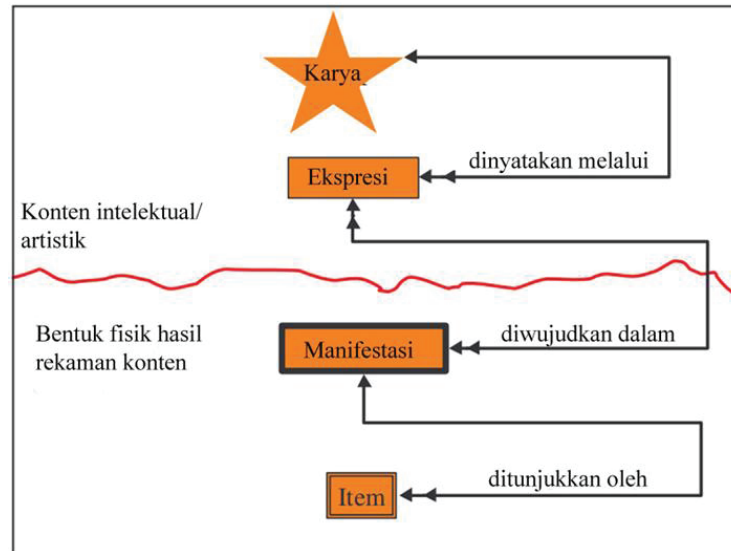 Karya
dinyatakan melalui
Ekspresi
Konten intelektual/
artistik
Bentuk fisik hasil
rekaman konten
Manifestasi
diwujudkan dalam
Item
ditunjukkan oleh